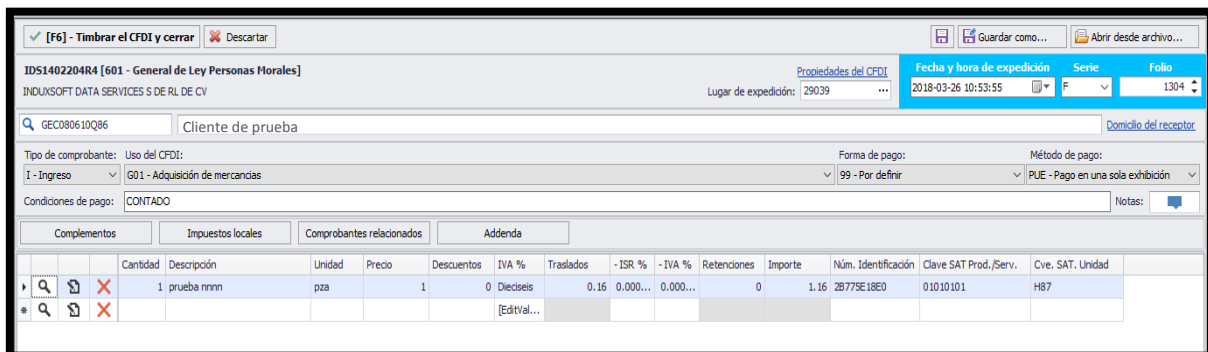 [F6] - Timbrar el CFDI y cerrar Descartar Guardar como... Abrir desde archivo...
IDS1402204R4 [601 - General de Ley Personas Morales] Propiedades del CFDI Fecha y hora de expedición Serie Folio
INDUXSOFT DATA SERVICES S DE RL DE CV Lugar de expedición: 29039 ... 2018-03-26 10:53:55 F 1304
GEC080610Q86 Cliente de prueba Domicilio del receptor
Tipo de comprobante: Uso del CFDI: Forma de pago: Método de pago:
I - Ingreso G01 - Adquisición de mercancias 99 - Por definir PUE - Pago en una sola exhibición
Condiciones de pago: CONTADO Notas:
Complementos Impuestos locales Comprobantes relacionados Addenda
Cantidad Descripción Unidad Precio Descuentos IVA % Traslados - ISR % - IVA % Retenciones Importe Núm. Identificación Clave SAT Prod./Serv. Cve. SAT. Unidad
1 prueba nnnn pza 1 0 Dieciseis 0.16 0.000... 0.000... 0 1.16 2B775E18E0 01010101 H87
[EditVal...